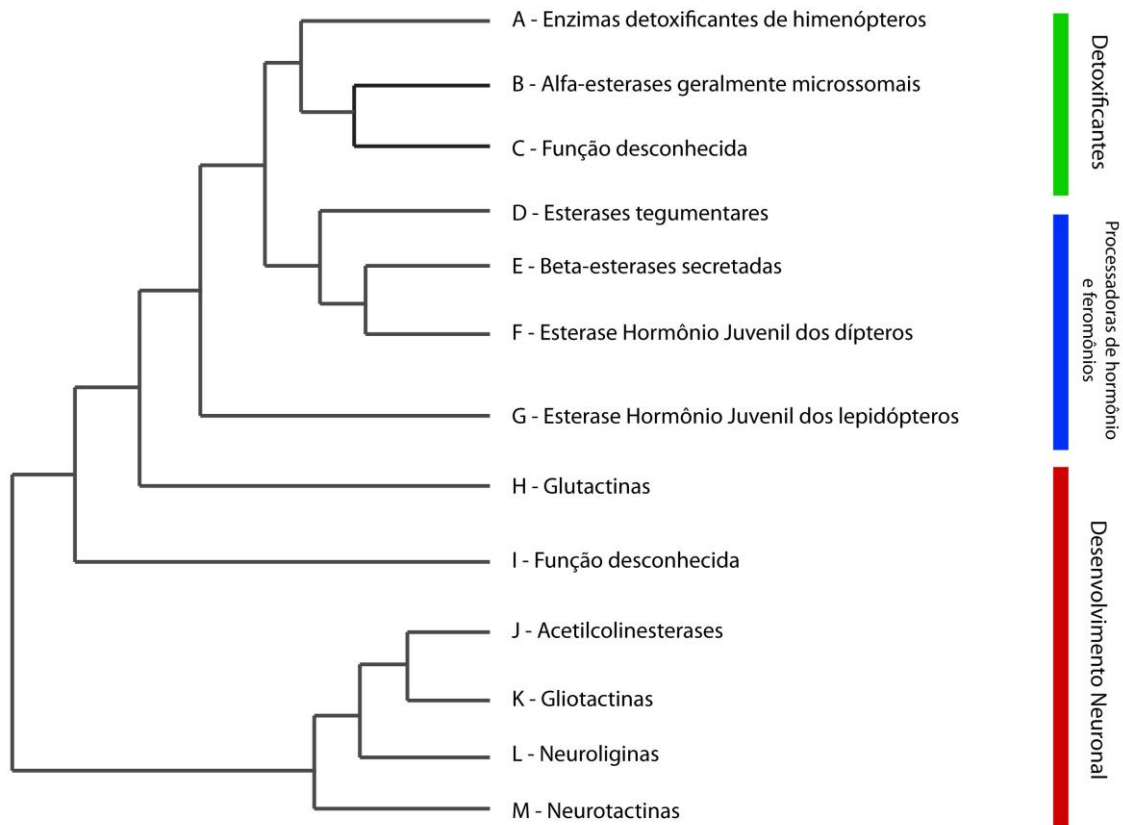 A - Enzimas detoxificantes de himenópteros
B - Alfa-esterases geralmente microssomais
C - Função desconhecida
D - Esterases tegumentares
E - Beta-esterases secretadas
F - Esterase Hormônio Juvenil dos dípteros
G - Esterase Hormônio Juvenil dos lepidópteros
H - Glutactinas
I - Função desconhecida
J - Acetilcolinesterases
K - Gliotactinas
L - Neuroliginas
M - Neurotactinas
Detoxificantes
Processadoras de hormônio
e feromônios
Desenvolvimento Neuronal